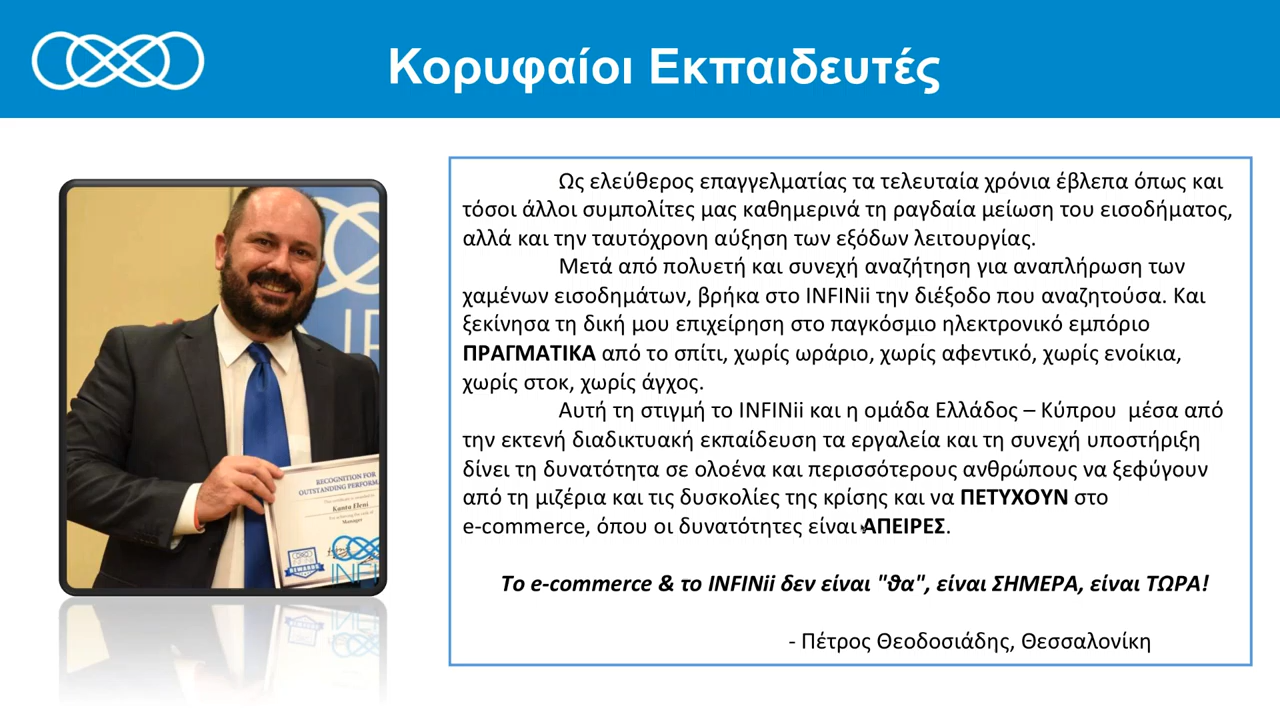 Κορυφαίοι Εκπαιδευτές
Ως ελεύθερος επαγγελματίας τα τελευταία χρόνια έβλεπα όπως και
τόσοι άλλοι συμπολίτες μας καθημερινά τη ραγδαία μείωση του εισοδήματος,
αλλά και την ταυτόχρονη αύξηση των εξόδων λειτουργίας.
Μετά από πολυετή και συνεχή αναζήτηση για αναπλήρωση των
χαμένων εισοδημάτων, βρήκα στο INFINii την διέξοδο που αναζητούσα. Και
ξεκίνησα τη δική μου επιχείρηση στο παγκόσμιο ηλεκτρονικό εμπόριο
ΠΡΑΓΜΑΤΙΚΑ από το σπίτι, χωρίς ωράριο, χωρίς αφεντικό, χωρίς ενοίκια,
χωρίς στοκ, χωρίς άγχος.
Αυτή τη στιγμή το INFINii και η ομάδα Ελλάδος – Κύπρου μέσα από
την εκτενή διαδικτυακή εκπαίδευση τα εργαλεία και τη συνεχή υποστήριξη
δίνει τη δυνατότητα σε ολοένα και περισσότερους ανθρώπους να ξεφύγουν
από τη μιζέρια και τις δυσκολίες της κρίσης και να ΠΕΤΥΧΟΥΝ στο
e-commerce, όπου οι δυνατότητες είναι ΑΠΕΙΡΕΣ.
Το e-commerce & το INFINii δεν είναι "θα", είναι ΣΗΜΕΡΑ, είναι ΤΩΡΑ!
- Πέτρος Θεοδοσιάδης, Θεσσαλονίκη
RECOGNITION FOR
OUTSTANDING PERFORMA
Kanta Eleni
Manager
REWARDS
INFI